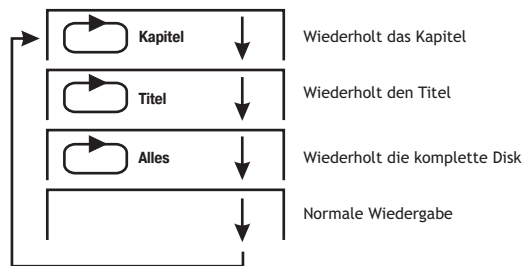 Kapitel Wiederholt das Kapitel
Titel Wiederholt den Titel
Alles Wiederholt die komplette Disk
Normale Wiedergabe